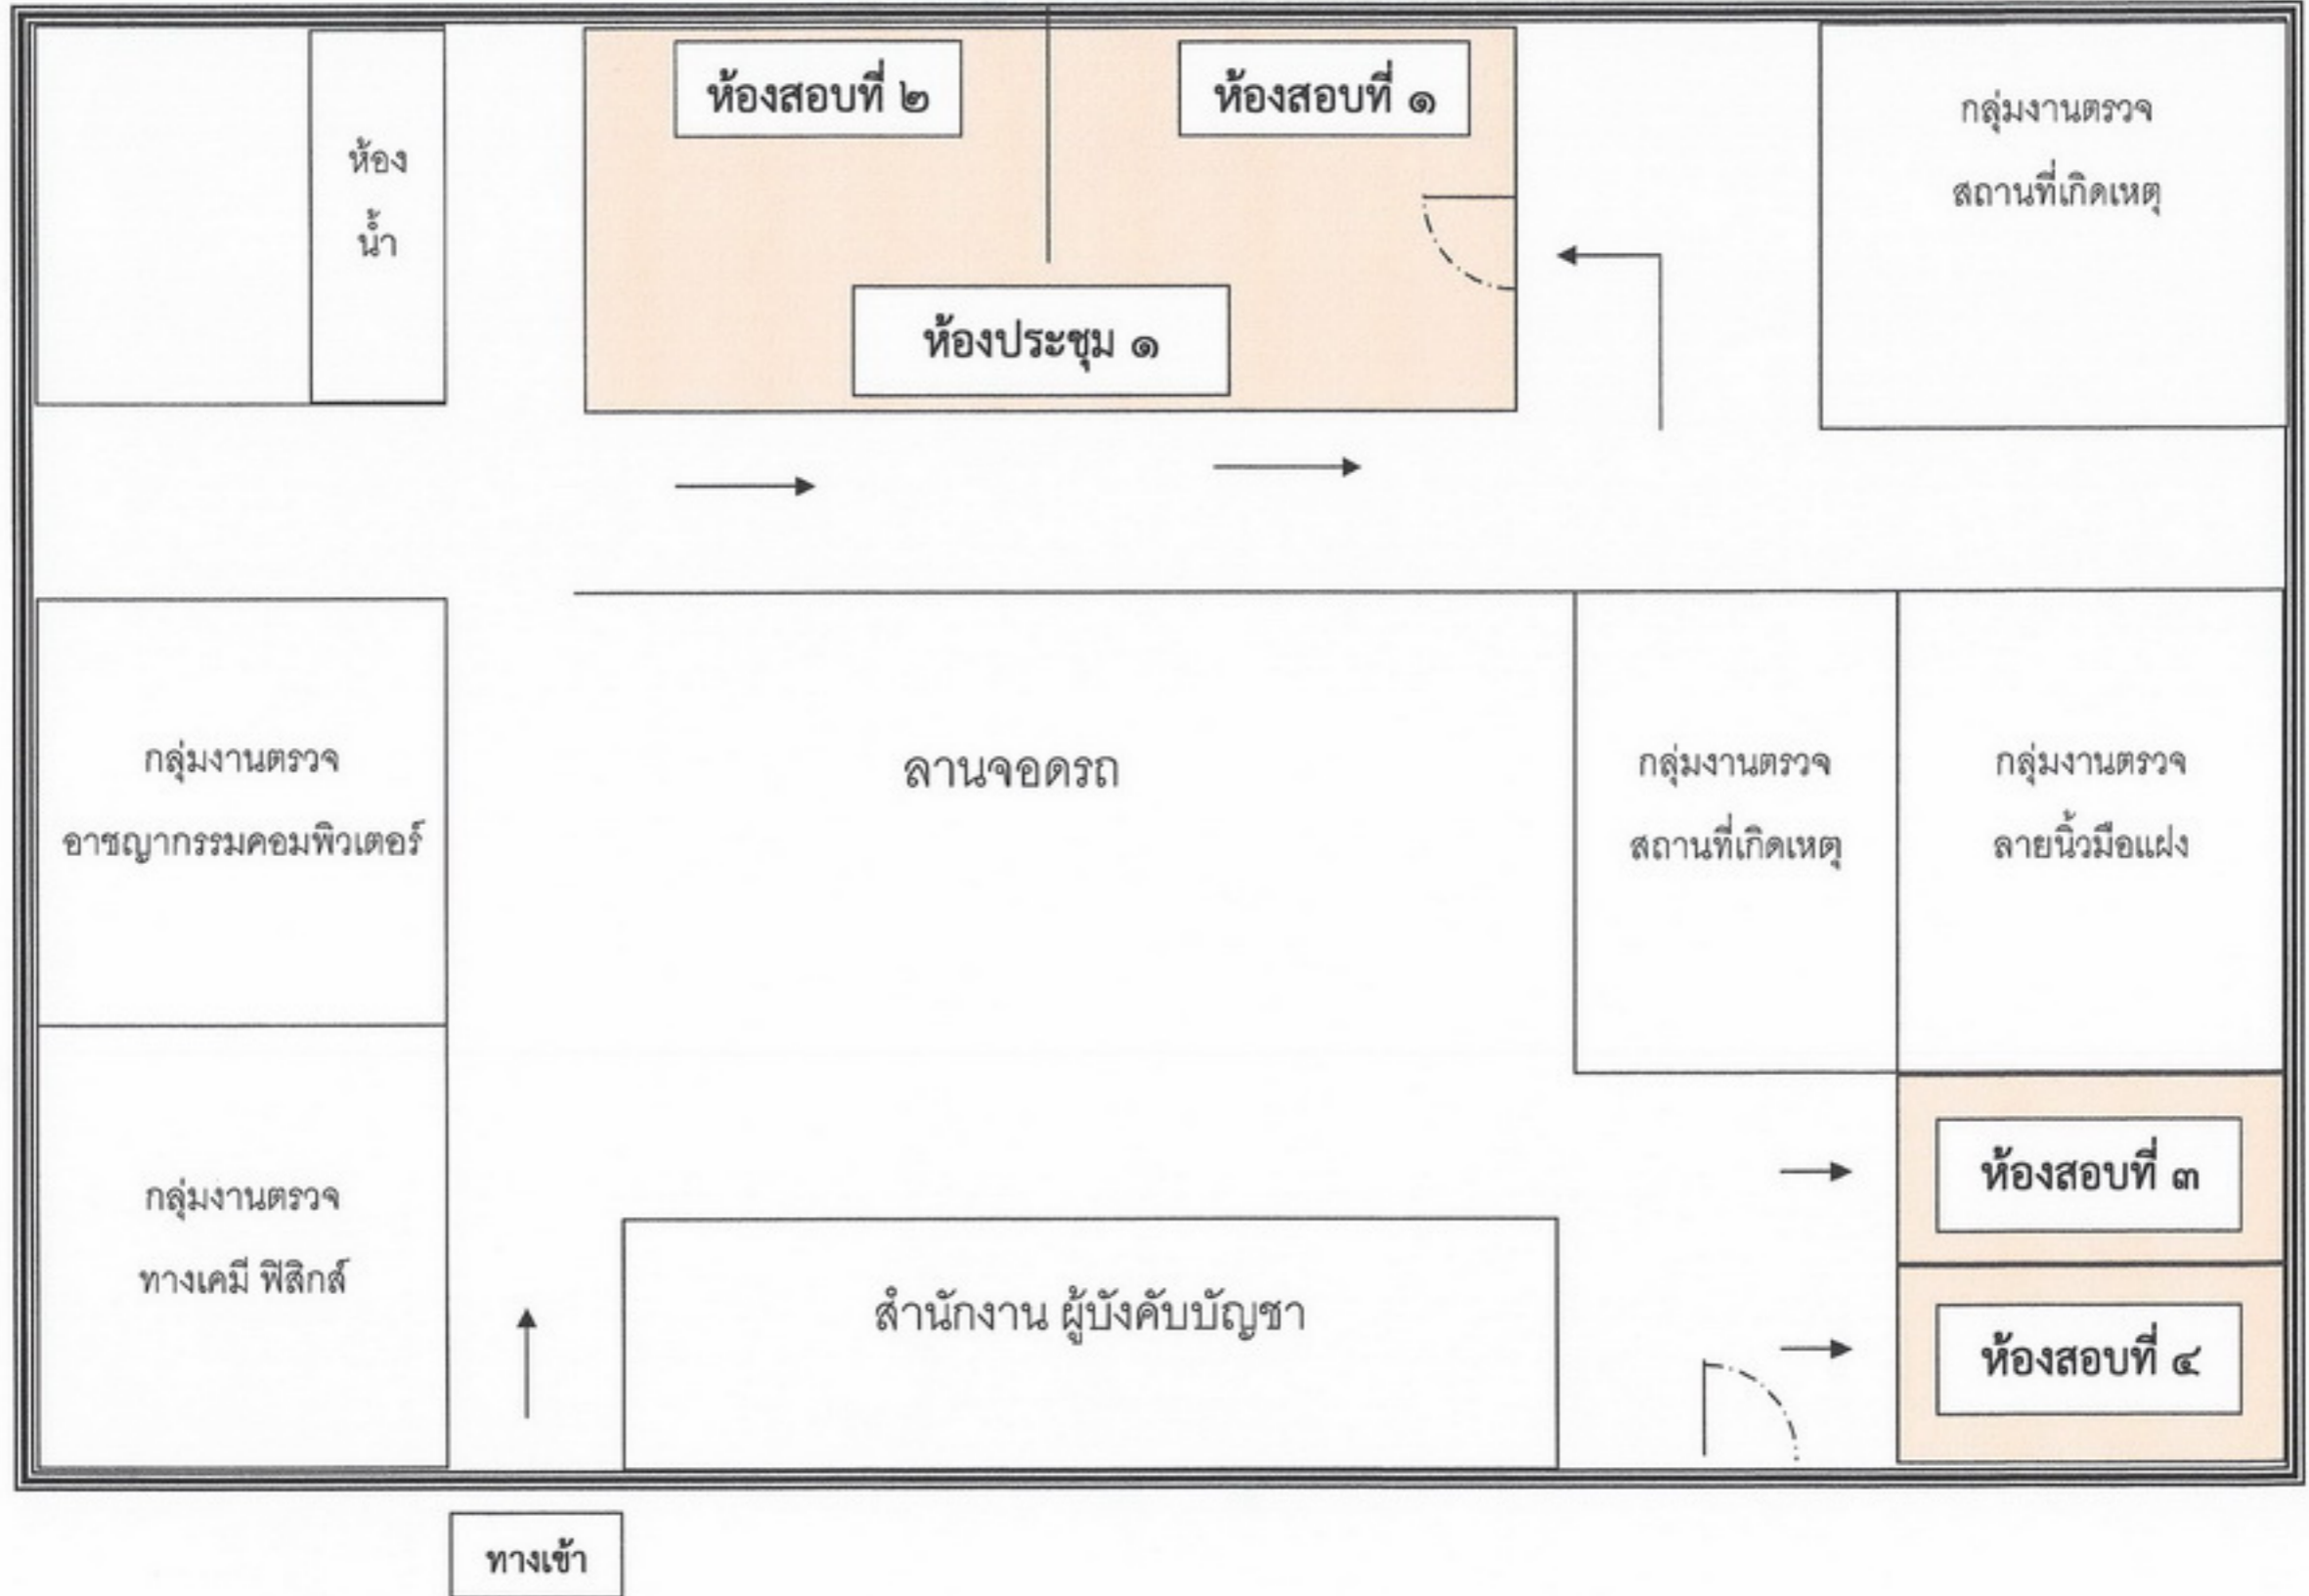 ห้องสอบที่ ๒
ห้องสอบที่ ๑
กลุ่มงานตรวจ
สถานที่เกิดเหตุ
ห้อง
น้ำ
ห้องประชุม ๑
กลุ่มงานตรวจ
อาชญากรรมคอมพิวเตอร์
ลานจอดรถ
กลุ่มงานตรวจ
สถานที่เกิดเหตุ
กลุ่มงานตรวจ
ลายนิ้วมือแฝง
กลุ่มงานตรวจ
ทางเคมี ฟิสิกส์
สำนักงาน ผู้บังคับบัญชา
ห้องสอบที่ ๓
ห้องสอบที่ ๔
ทางเข้า